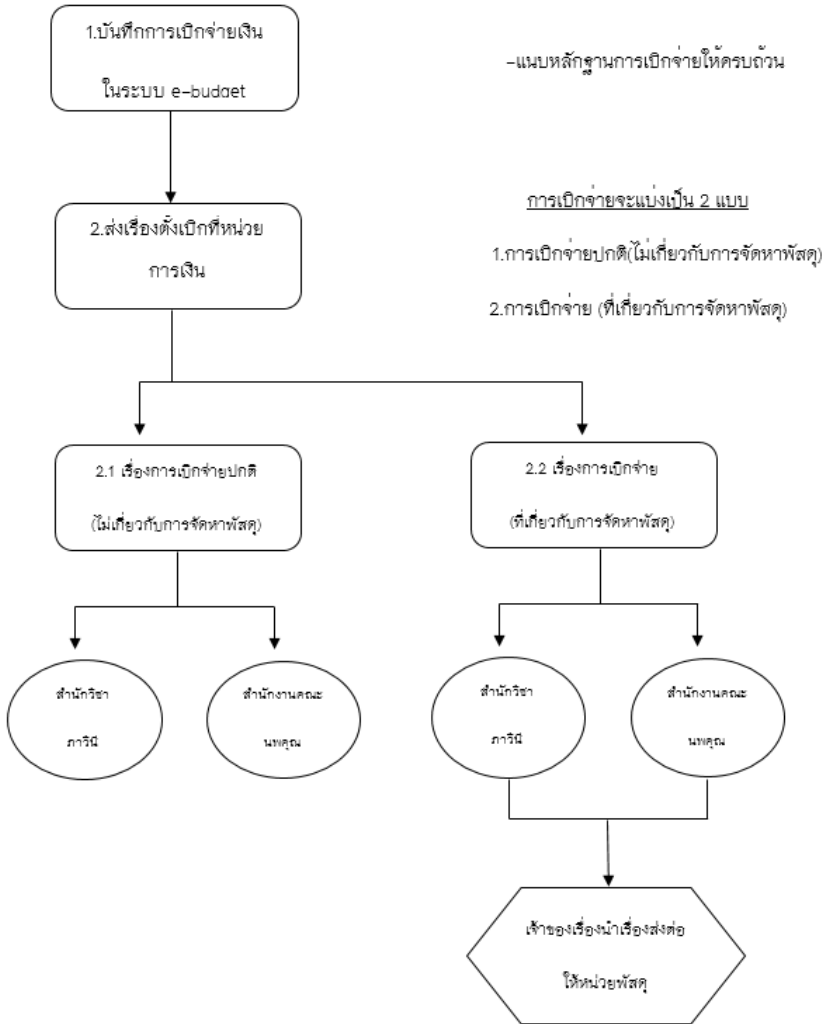 1.บันทึกการเบิกจ่ายเงิน
ในระบบ e-budget
-แนบหลักฐานการเบิกจ่ายให้ครบถ้วน
2.ส่งเรื่องตั้งเบิกที่หน่วย
การเงิน
การเบิกจ่ายจะแบ่งเป็น 2 แบบ
1.การเบิกจ่ายปกติ(ไม่เกี่ยวกับการจัดหาพัสดุ)
2.การเบิกจ่าย (ที่เกี่ยวกับการจัดหาพัสดุ)
2.1 เรื่องการเบิกจ่ายปกติ
(ไม่เกี่ยวกับการจัดหาพัสดุ)
2.2 เรื่องการเบิกจ่าย
(ที่เกี่ยวกับการจัดหาพัสดุ)
สำนักวิชา
ภาวินี
สำนักงานคณะ
นพคุณ
สำนักวิชา
ภาวินี
สำนักงานคณะ
นพคุณ
เจ้าของเรื่องนำเรื่องส่งต่อ
ให้หน่วยพัสดุ